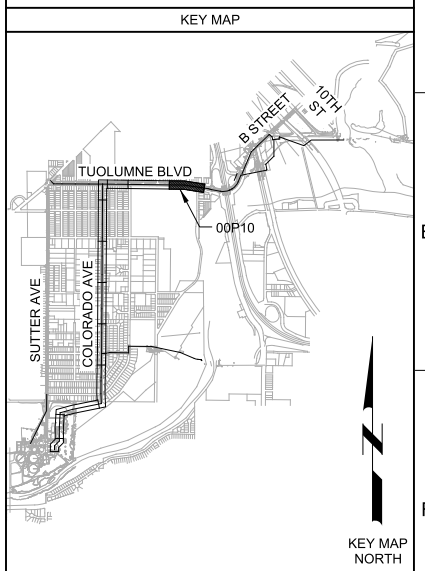 KEY MAP
10TH
ST
B STREET
TUOLUMNE BLVD
00P10
SUTTER AVE
COLORADO AVE
E
N
KEY MAP
NORTH
F